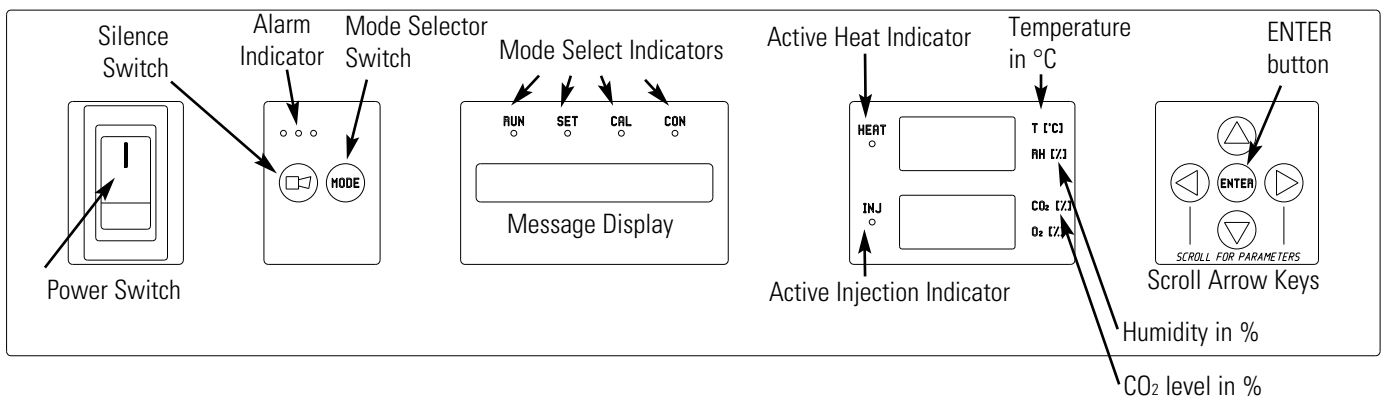 Silence
Switch
Alarm
Indicator
Mode Selector
Switch
Mode Select Indicators
Active Heat Indicator
Temperature
in °C
ENTER
button
MODE
RUN SET CAL CON
Message Display
HEAT
INJ
T [°C]
RH [%]
CO₂ [%]
O₂ [%]
ENTER
SCROLL FOR PARAMETERS
Power Switch
Active Injection Indicator
Scroll Arrow Keys
Humidity in %
CO₂ level in %